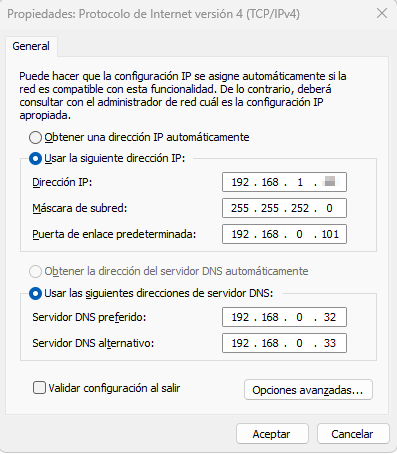 Propiedades: Protocolo de Internet versión 4 (TCP/IPv4)
General
Puede hacer que la configuración IP se asigne automáticamente si la
red es compatible con esta funcionalidad. De lo contrario, deberá
consultar con el administrador de red cuál es la configuración IP
apropiada.
Obtener una dirección IP automáticamente
Usar la siguiente dirección IP:
Dirección IP: 192 . 168 . 1 .
Máscara de subred: 255 . 255 . 252 . 0
Puerta de enlace predeterminada: 192 . 168 . 0 . 101
Obtener la dirección del servidor DNS automáticamente
Usar las siguientes direcciones de servidor DNS:
Servidor DNS preferido: 192 . 168 . 0 . 32
Servidor DNS alternativo: 192 . 168 . 0 . 33
Validar configuración al salir
Opciones avanzadas...
Aceptar
Cancelar